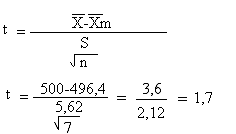 t = X̅-X̅m
S
√n
t = 500-496,4 = 3,6 = 1,7
5,62 2,12
√7